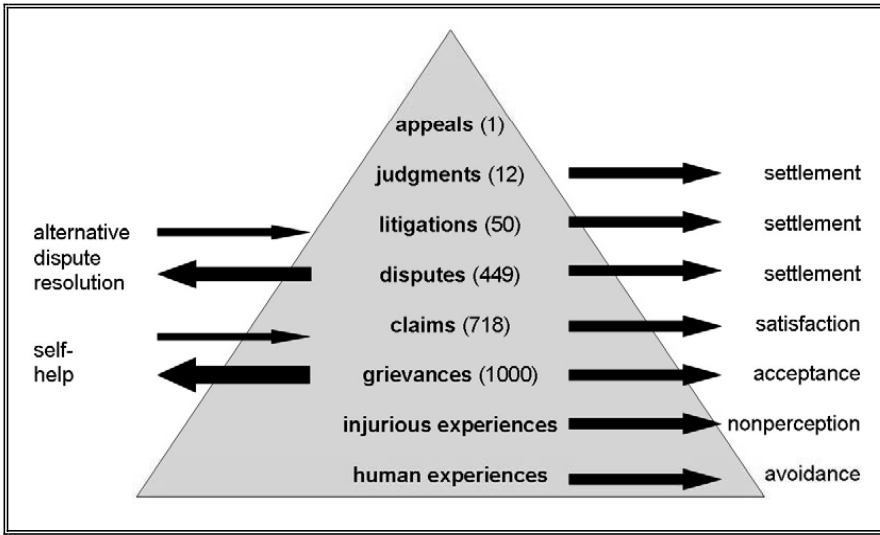 appeals (1)
judgments (12)
settlement
litigations (50)
settlement
alternative
dispute
resolution
disputes (449)
settlement
claims (718)
satisfaction
self-
help
grievances (1000)
acceptance
injurious experiences
nonperception
human experiences
avoidance